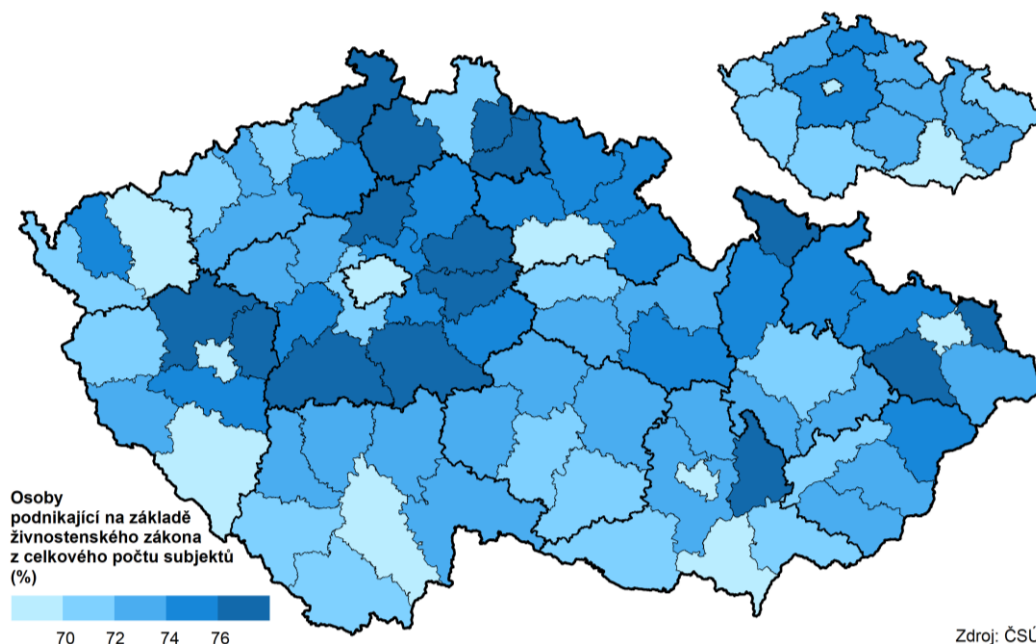 Osoby
podnikající na základě
živnostenského zákona
z celkového počtu subjektů
(%)
70 72 74 76
Zdroj: ČSÚ